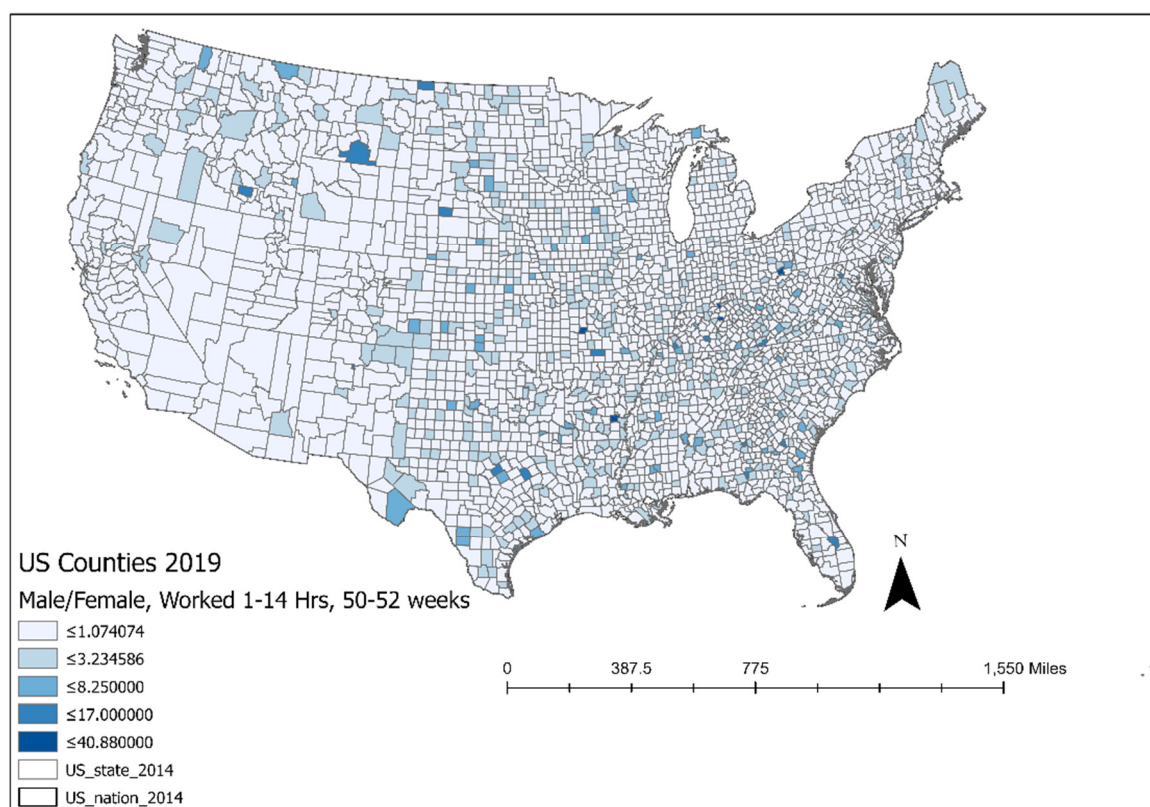 N
US Counties 2019
Male/Female, Worked 1-14 Hrs, 50-52 weeks
≤1.074074
≤3.234586
≤8.250000
≤17.000000
≤40.880000
US_state_2014
US_nation_2014
0 387.5 775 1,550 Miles